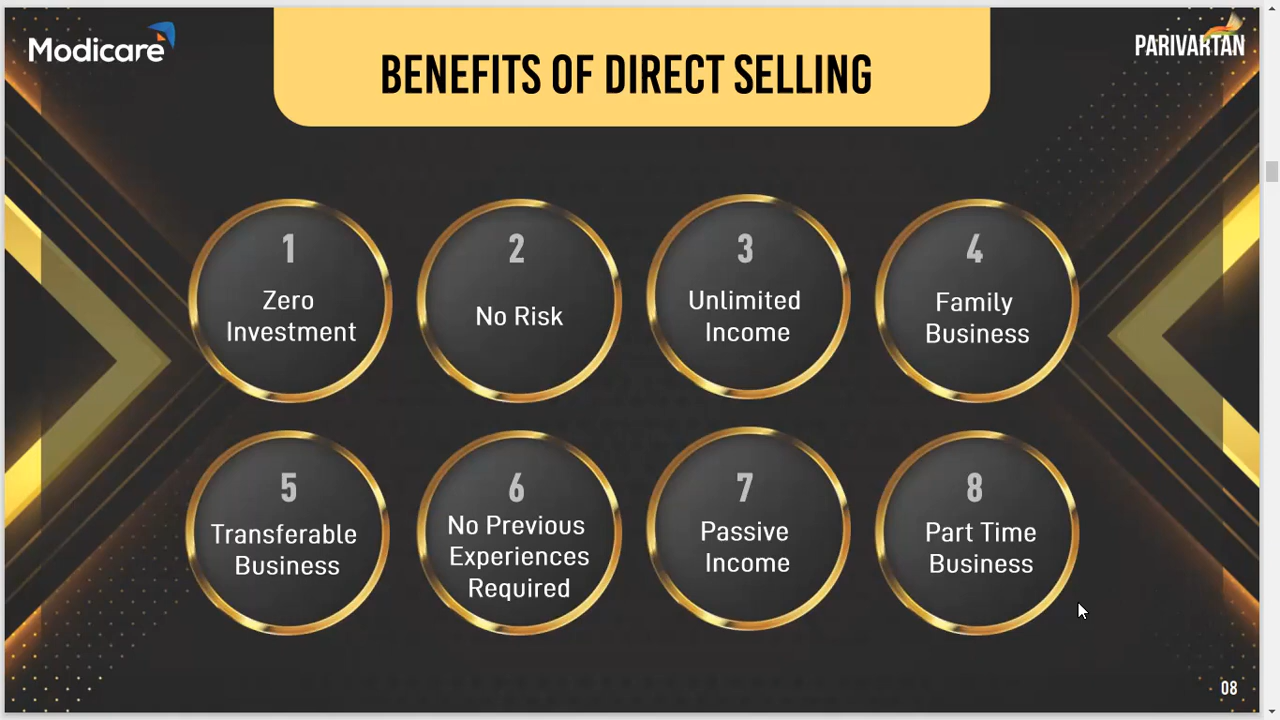 Modicare
BENEFITS OF DIRECT SELLING
PARIVARTAN
1
Zero
Investment
2
No Risk
3
Unlimited
Income
4
Family
Business
5
Transferable
Business
6
No Previous
Experiences
Required
7
Passive
Income
8
Part Time
Business
08